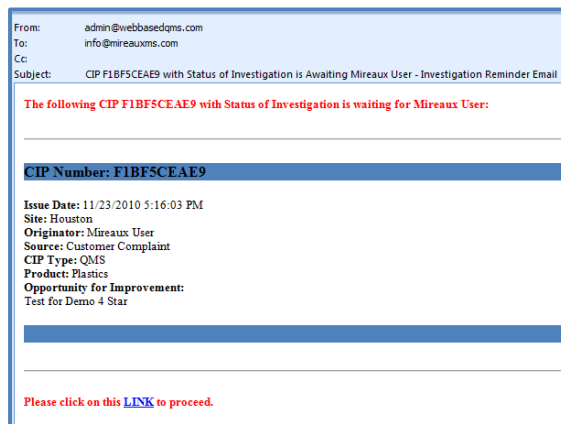 From: admin@webbasedqms.com
To: info@mireauxms.com
Cc:
Subject: CIP F1BF5CEAE9 with Status of Investigation is Awaiting Mireaux User - Investigation Reminder Email
The following CIP F1BF5CEAE9 with Status of Investigation is waiting for Mireaux User:
CIP Number: F1BF5CEAE9
Issue Date: 11/23/2010 5:16:03 PM
Site: Houston
Originator: Mireaux User
Source: Customer Complaint
CIP Type: QMS
Product: Plastics
Opportunity for Improvement:
Test for Demo 4 Star
Please click on this LINK to proceed.